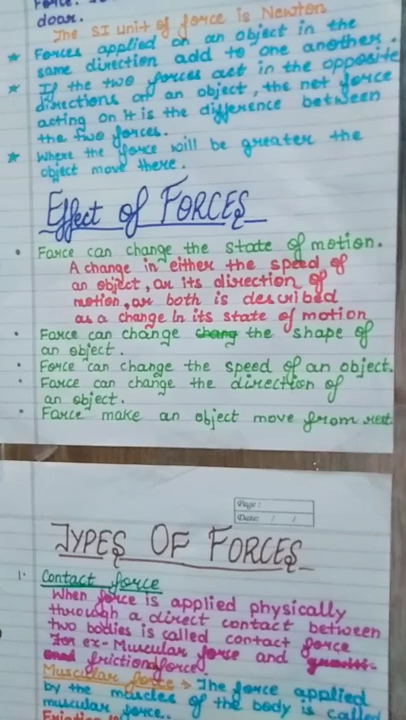 door.
The SI unit of force is Newton
★ Forces applied on an object in the
same direction add to one another.
★ If the two forces act in the opposite
directions of an object, the net force
acting on it is the difference between
the two forces.
★ Where the force will be greater the
object move there.
Effect of FORCES
• Force can change the state of motion.
A change in either the speed of
an object, or its direction of
motion, or both is described
as a change in its state of motion
• Force can change chang the shape of
an object.
• Force can change the speed of an object.
• Force can change the direction of
an object.
• Farce make an object move from rest
Page :
Date: / /
TYPES OF FORCES
1. Contact force
When force is applied physically
through a direct contact between
two bodies is called contact force
For ex- Muscular forse and
and frictionforce
Muscular force → The force applied
by the muscles of the body is called
muscular force.